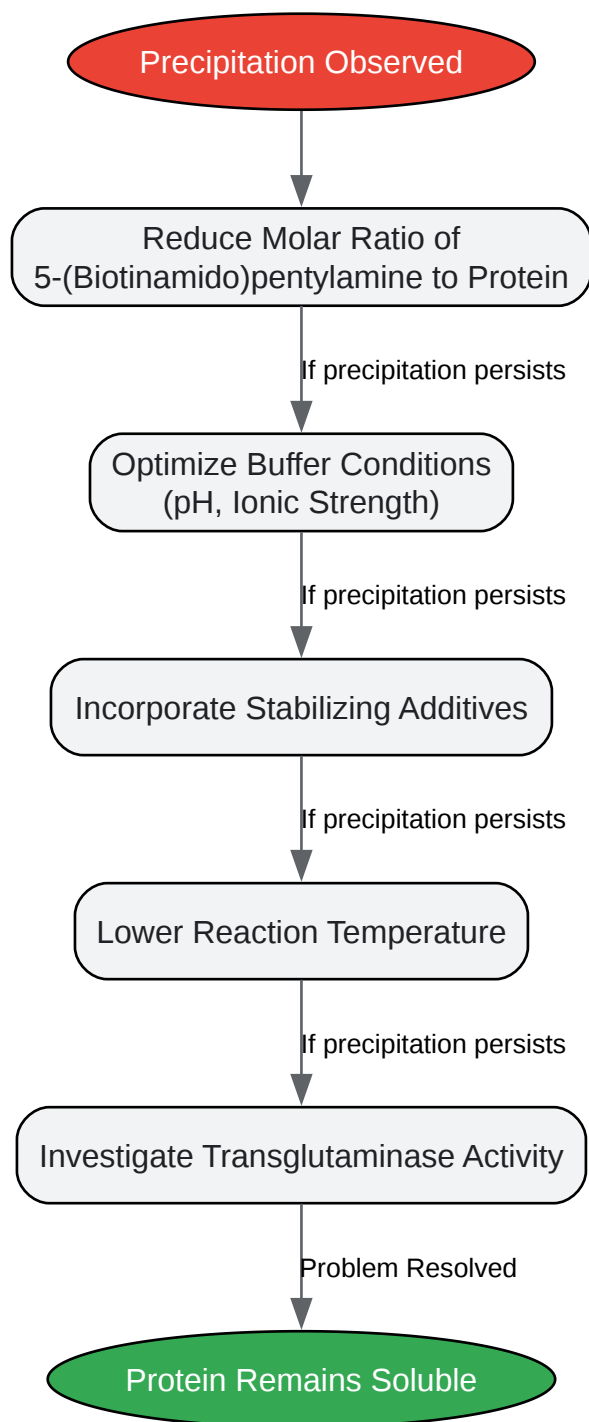 Precipitation Observed
Reduce Molar Ratio of
5-(Biotinamido)pentylamine to Protein
If precipitation persists
Optimize Buffer Conditions
(pH, Ionic Strength)
If precipitation persists
Incorporate Stabilizing Additives
If precipitation persists
Lower Reaction Temperature
If precipitation persists
Investigate Transglutaminase Activity
Problem Resolved
Protein Remains Soluble